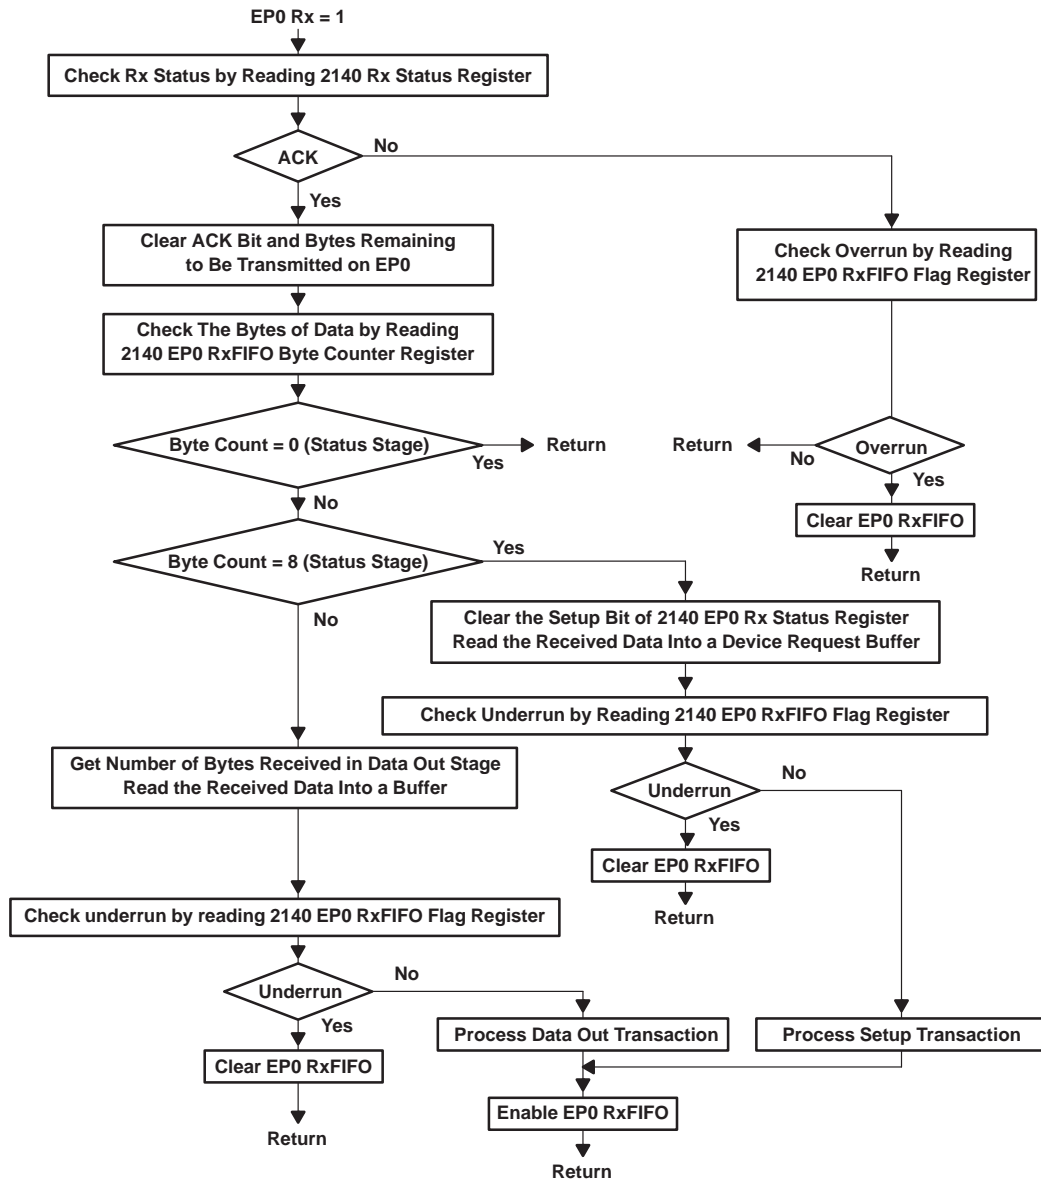 EP0 Rx = 1
Check Rx Status by Reading 2140 Rx Status Register
ACK
No
Yes
Clear ACK Bit and Bytes Remaining
to Be Transmitted on EP0
Check Overrun by Reading
2140 EP0 RxFIFO Flag Register
Check The Bytes of Data by Reading
2140 EP0 RxFIFO Byte Counter Register
Byte Count = 0 (Status Stage)
Yes
Return
Return
No
Overrun
Yes
No
Clear EP0 RxFIFO
Return
Byte Count = 8 (Status Stage)
Yes
No
Clear the Setup Bit of 2140 EP0 Rx Status Register
Read the Received Data Into a Device Request Buffer
Check Underrun by Reading 2140 EP0 RxFIFO Flag Register
Get Number of Bytes Received in Data Out Stage
Read the Received Data Into a Buffer
Underrun
No
Yes
Clear EP0 RxFIFO
Return
Check underrun by reading 2140 EP0 RxFIFO Flag Register
Underrun
No
Yes
Clear EP0 RxFIFO
Return
Process Data Out Transaction
Process Setup Transaction
Enable EP0 RxFIFO
Return